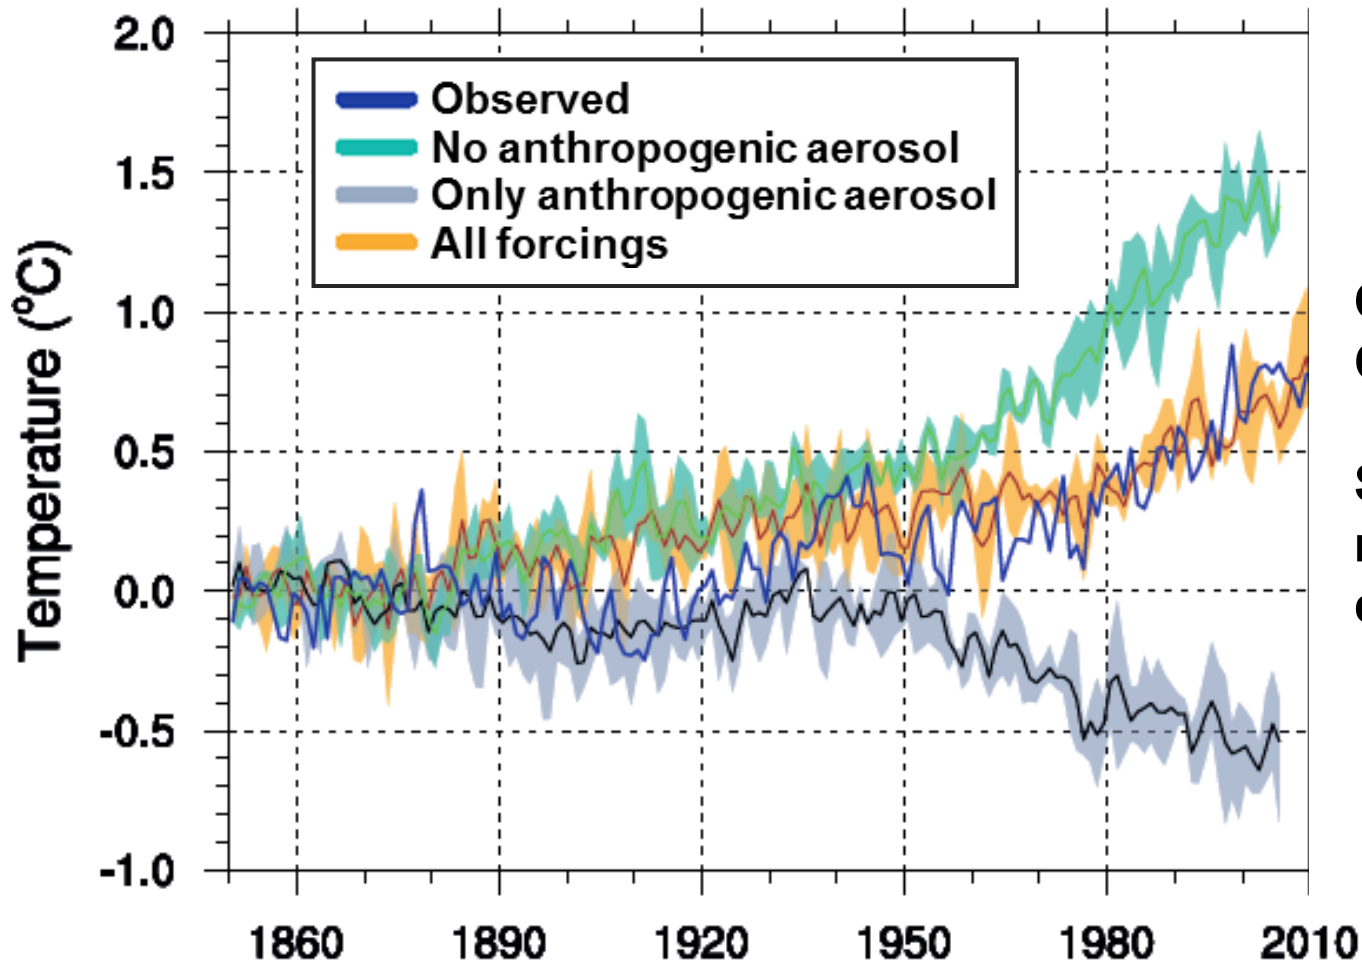 2.0
1.5
1.0
0.5
0.0
-0.5
-1.0
Temperature (°C)
Observed
No anthropogenic aerosol
Only anthropogenic aerosol
All forcings
1860 1890 1920 1950 1980 2010